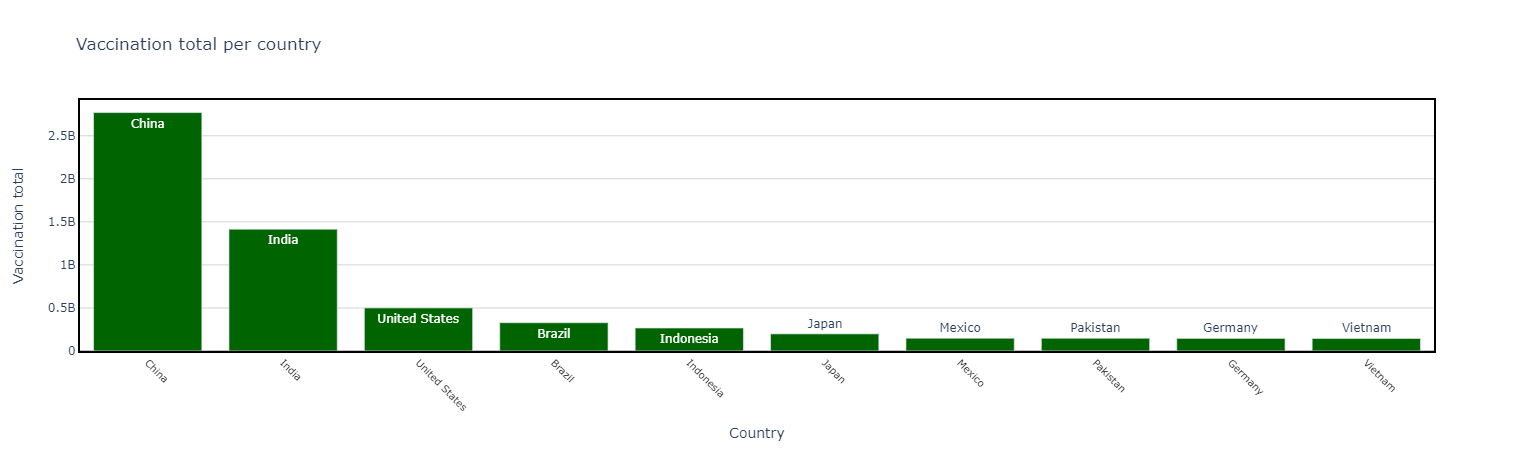 Vaccination total per country
Vaccination total
2.5B
2B
1.5B
1B
0.5B
0
China
India
United States
Brazil
Indonesia
Japan
Mexico
Pakistan
Germany
Vietnam
China
India
United States
Brazil
Indonesia
Japan
Mexico
Pakistan
Germany
Vietnam
Country